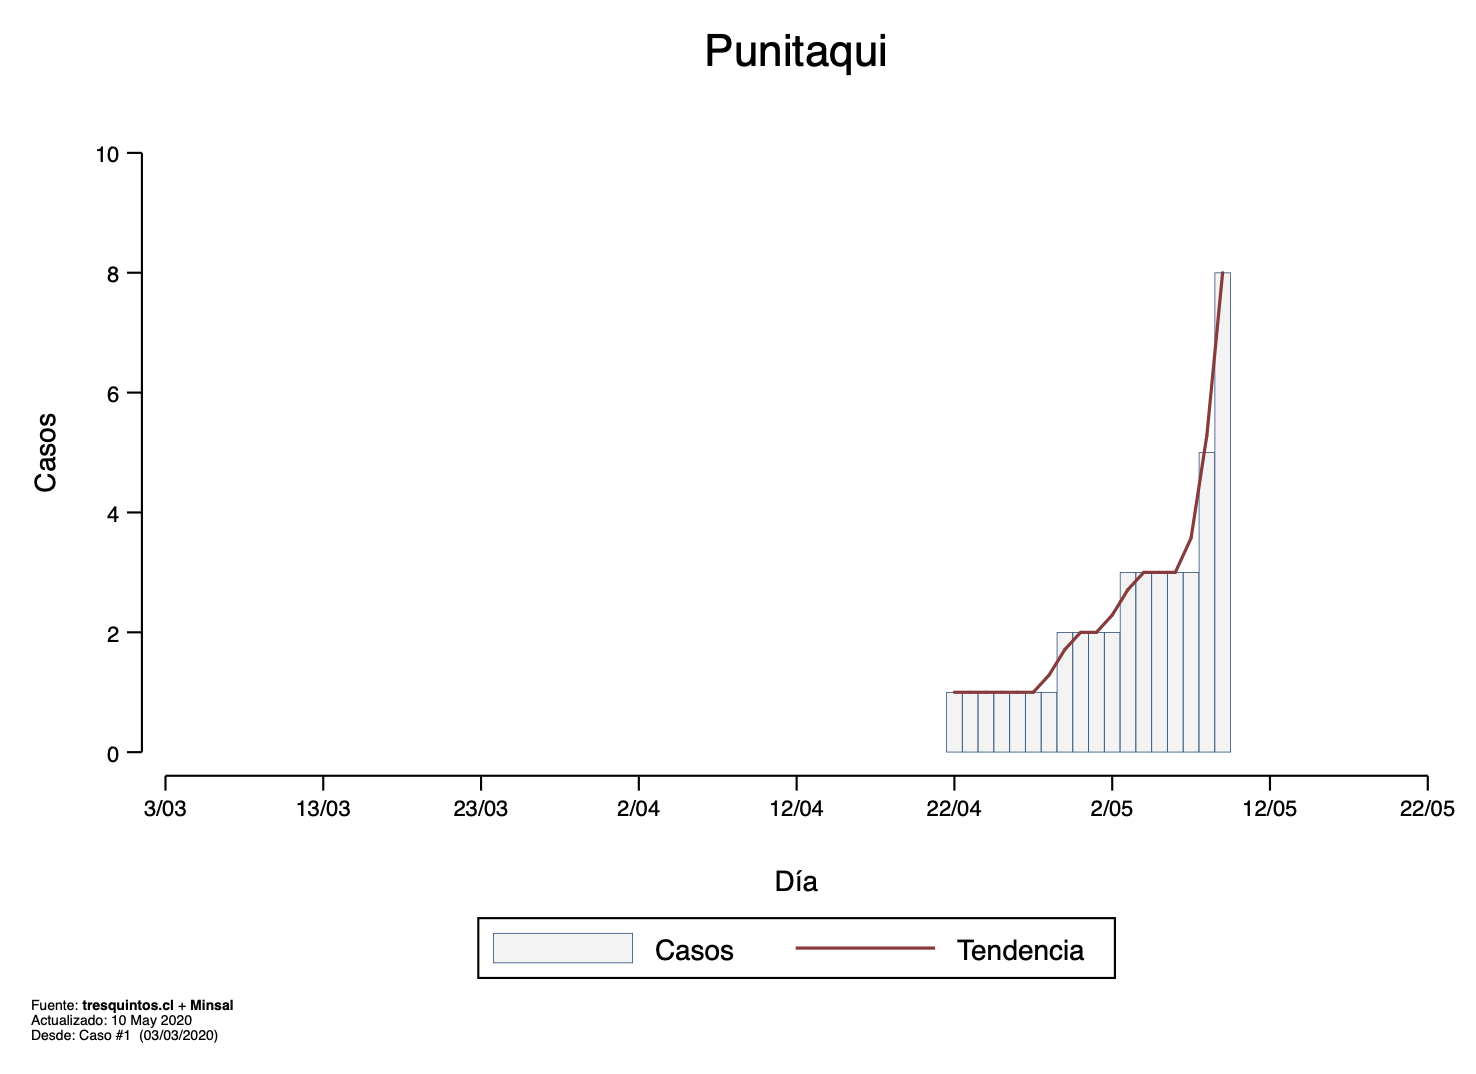 Punitaqui
10
8
6
4
2
0
Casos
3/03 13/03 23/03 2/04 12/04 22/04 2/05 12/05 22/05
Día
Casos Tendencia
Fuente: tresquintos.cl + Minsal
Actualizado: 10 May 2020
Desde: Caso #1 (03/03/2020)